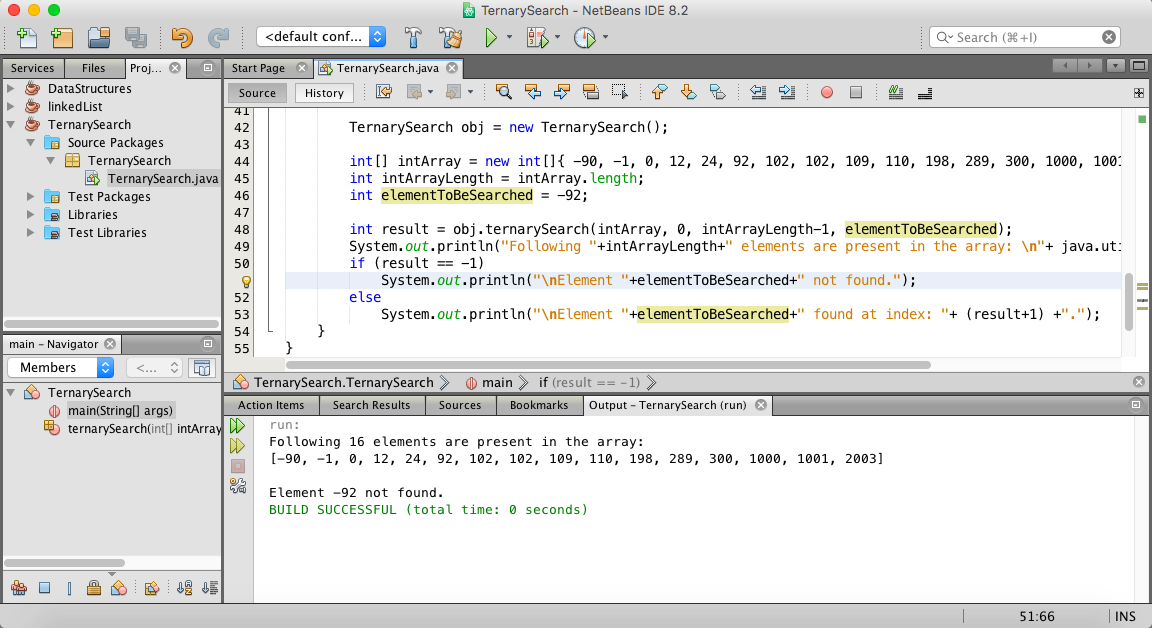 TernarySearch - NetBeans IDE 8.2
<default conf...
Search (⌘+I)
Services
Files
Proj...
Start Page
TernarySearch.java
Source
History
DataStructures
linkedList
TernarySearch
Source Packages
TernarySearch
TernarySearch.java
Test Packages
Libraries
Test Libraries
41
42 TernarySearch obj = new TernarySearch();
43
44 int[] intArray = new int[]{ -90, -1, 0, 12, 24, 92, 102, 102, 109, 110, 198, 289, 300, 1000, 1001
45 int intArrayLength = intArray.length;
46 int elementToBeSearched = -92;
47
48 int result = obj.ternarySearch(intArray, 0, intArrayLength-1, elementToBeSearched);
49 System.out.println("Following "+intArrayLength+" elements are present in the array: \n"+ java.uti
50 if (result == -1)
System.out.println("\nElement "+elementToBeSearched+" not found.");
52 else
53 System.out.println("\nElement "+elementToBeSearched+" found at index: "+ (result+1) +".");
54 }
55 }
main - Navigator
Members
<...
TernarySearch
main(String[] args)
ternarySearch(int[] intArray
TernarySearch.TernarySearch
main
if (result == -1)
Action Items
Search Results
Sources
Bookmarks
Output - TernarySearch (run)
run:
Following 16 elements are present in the array:
[-90, -1, 0, 12, 24, 92, 102, 102, 109, 110, 198, 289, 300, 1000, 1001, 2003]
Element -92 not found.
BUILD SUCCESSFUL (total time: 0 seconds)
51:66
INS